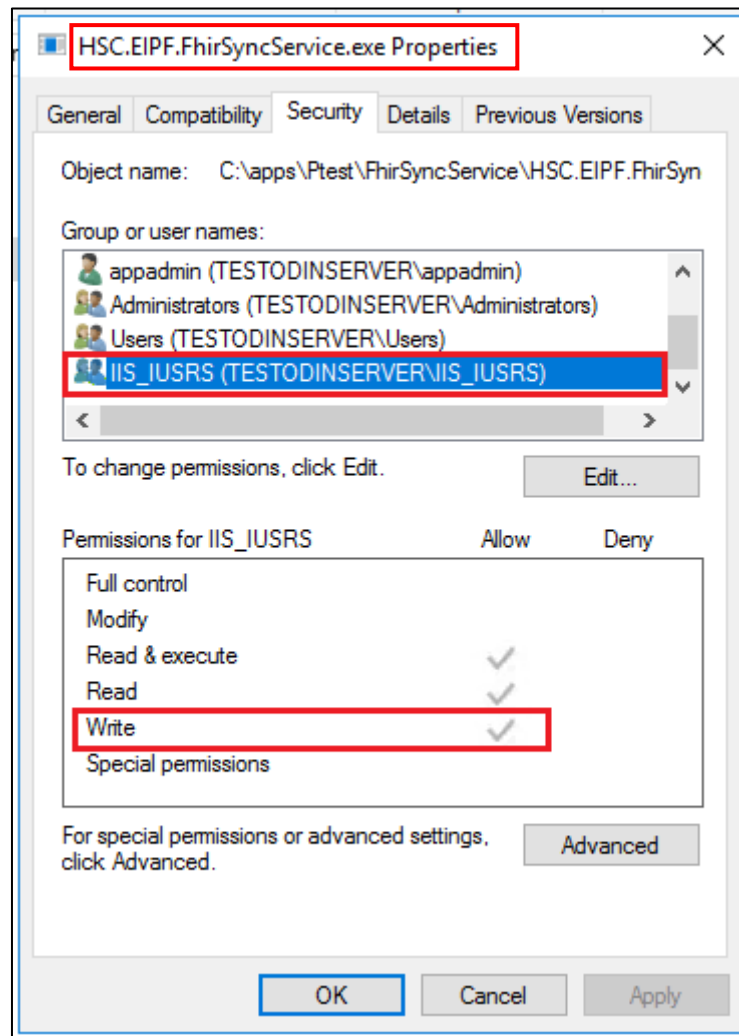 HSC.EIPF.FhirSyncService.exe Properties
General Compatibility Security Details Previous Versions
Object name: C:\apps\Ptest\FhirSyncService\HSC.EIPF.FhirSyn
Group or user names:
appadmin (TESTODINSERVER\appadmin)
Administrators (TESTODINSERVER\Administrators)
Users (TESTODINSERVER\Users)
IIS_IUSRS (TESTODINSERVER\IIS_IUSRS)
To change permissions, click Edit.
Edit...
Permissions for IIS_IUSRS Allow Deny
Full control
Modify
Read & execute
Read
Write
Special permissions
For special permissions or advanced settings,
click Advanced.
Advanced
OK Cancel Apply